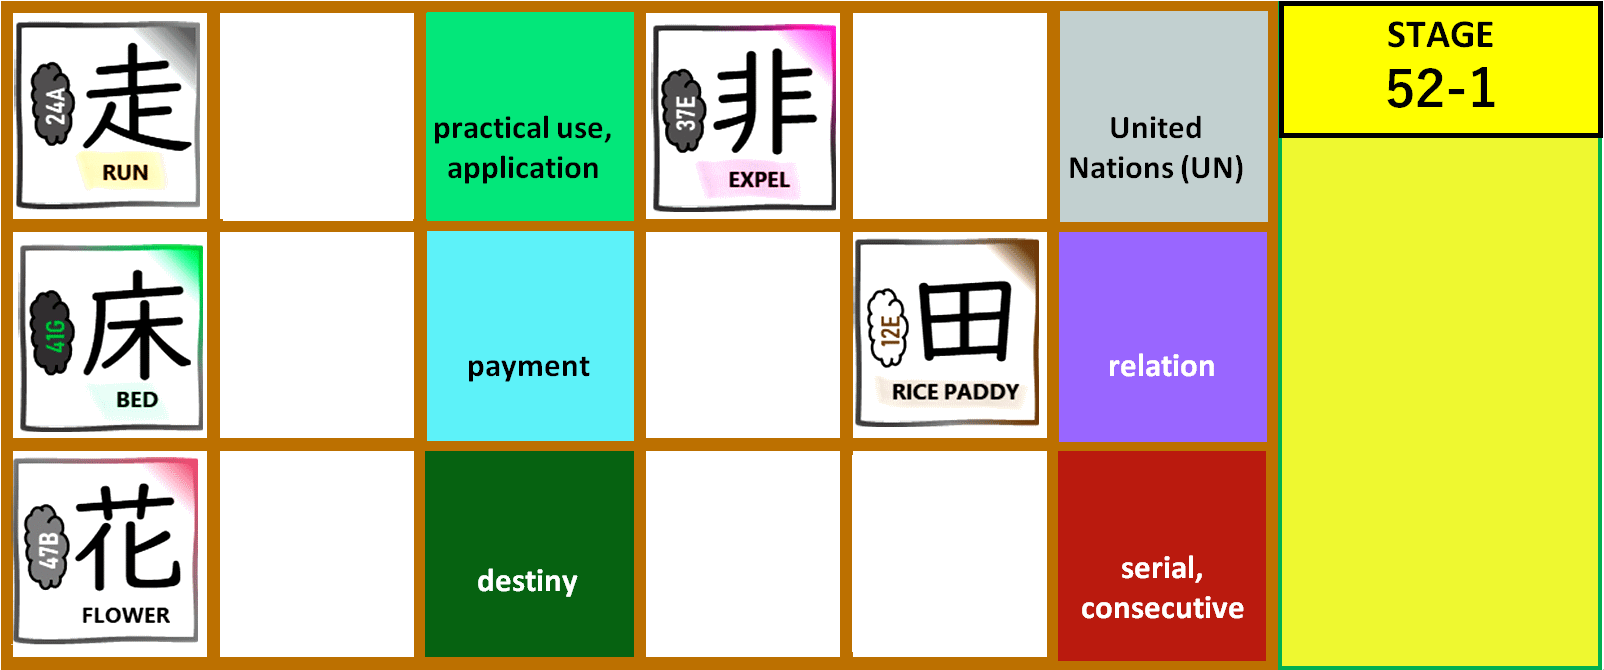 走
24A
RUN
practical use,
application
非
37E
EXPEL
United
Nations (UN)
STAGE
52-1
床
41G
BED
payment
田
12E
RICE PADDY
relation
花
47B
FLOWER
destiny
serial,
consecutive